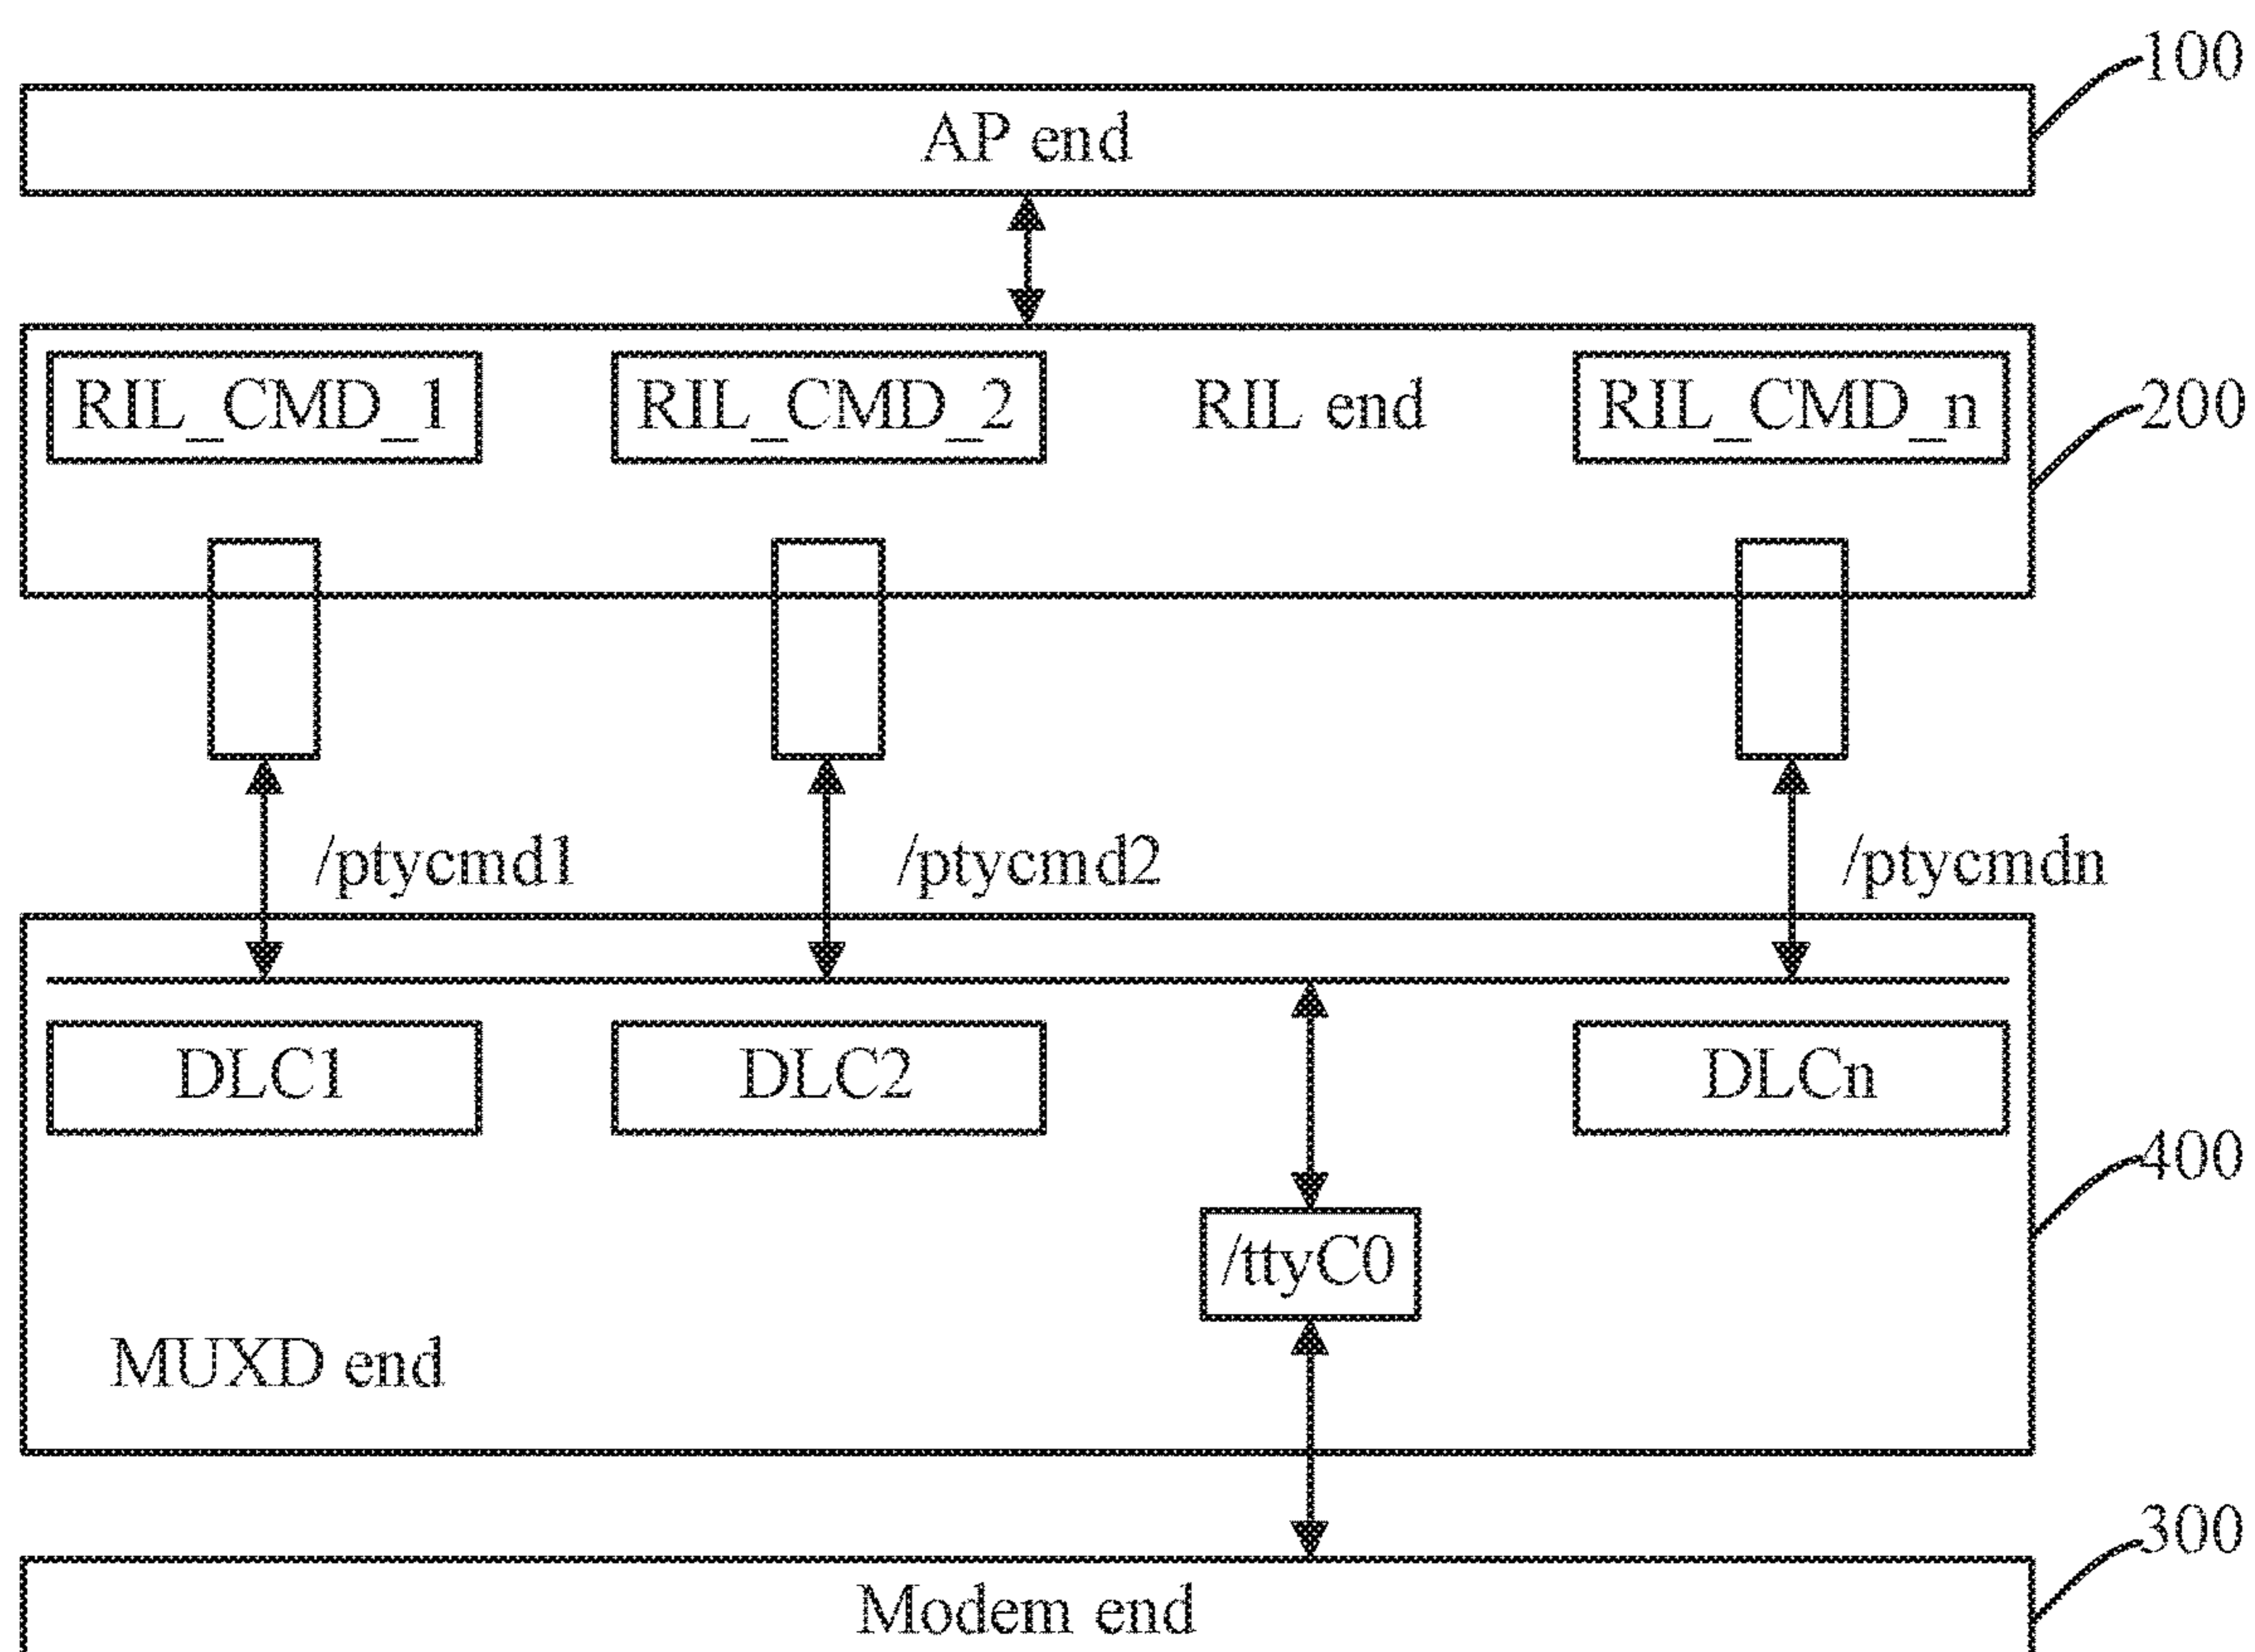 100
AP end
RIL_CMD_1 RIL_CMD_2 RIL end RIL_CMD_n
200
/ptycmd1 /ptycmd2 /ptycmdn
DLC1 DLC2 DLCn
400
/ttyC0
MUXD end
300
Modem end